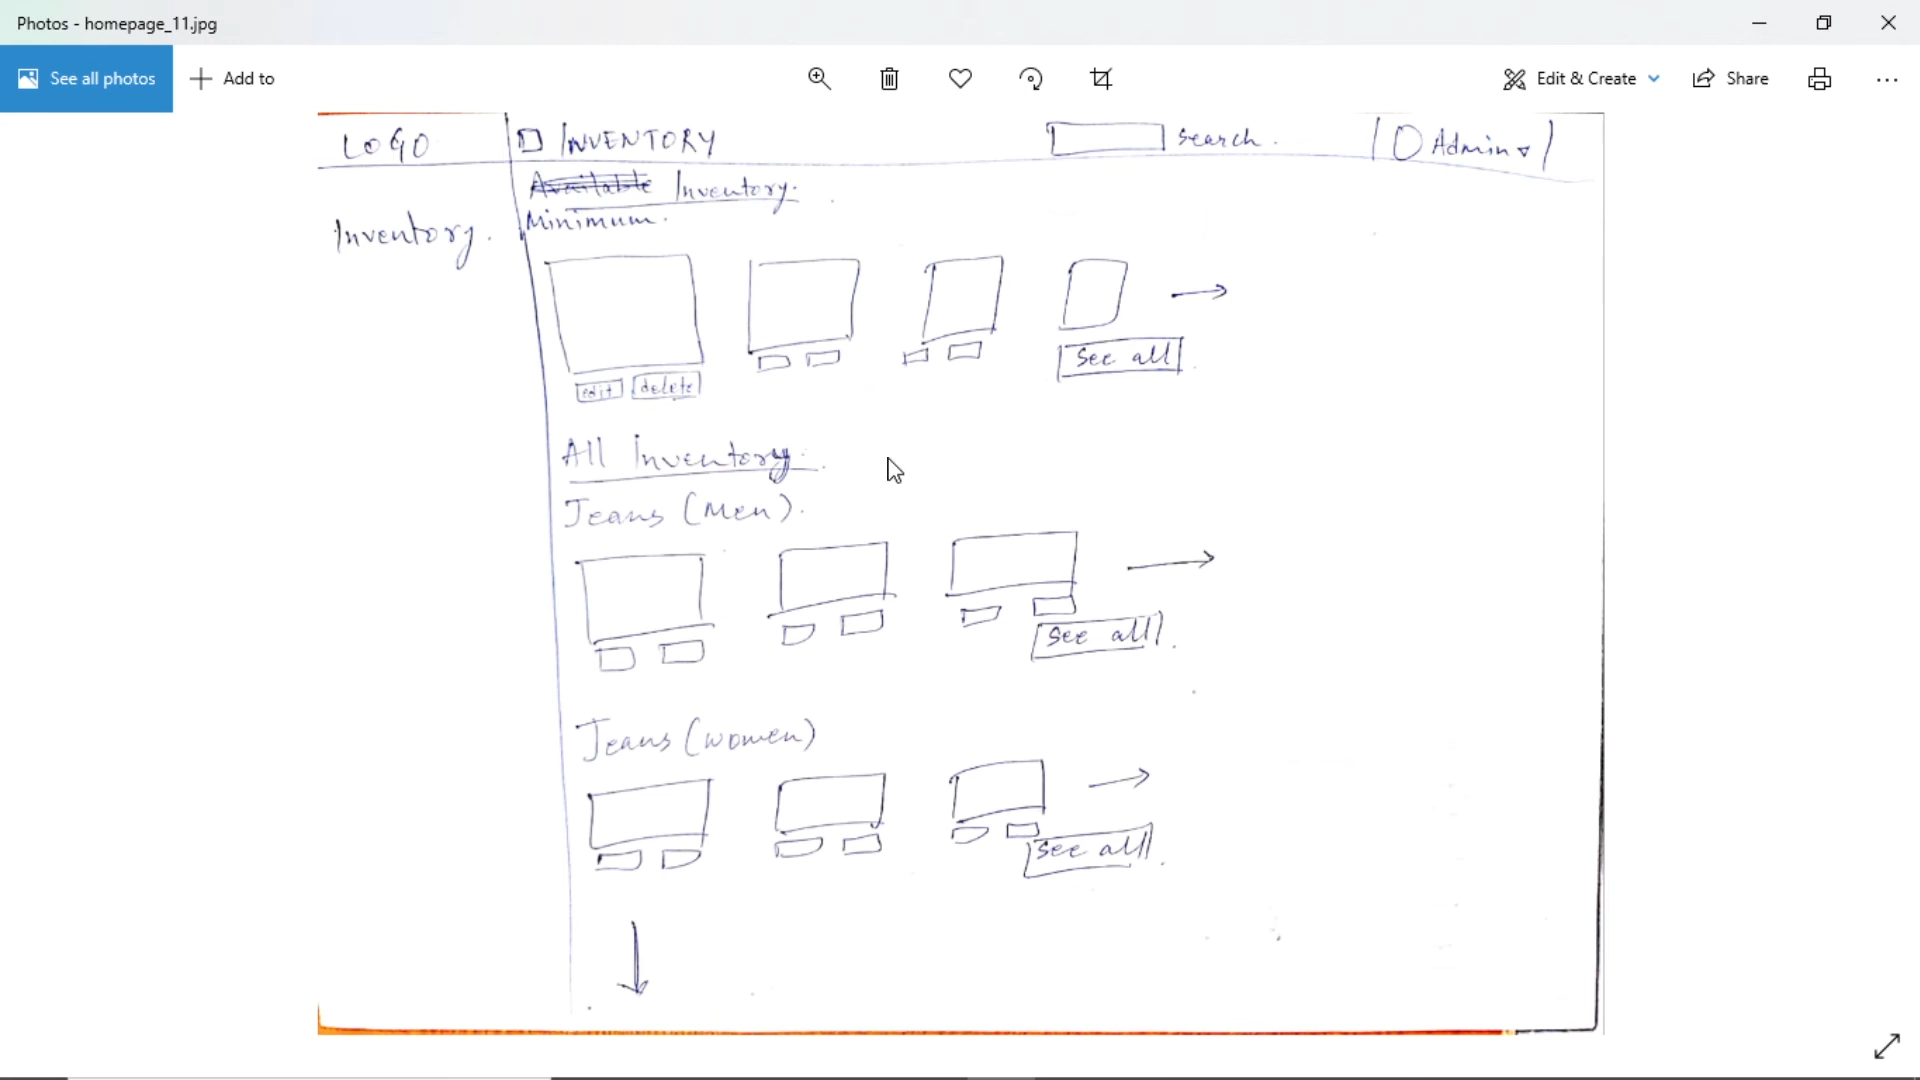 Photos - homepage_11.jpg
See all photos
Add to
Edit & Create
Share
LOGO
INVENTORY
search.
Admin
Available Inventory.
Minimum.
Inventory.
See all
edit delete
All Inventory.
Jeans (Men).
See all
Jeans (women)
See all